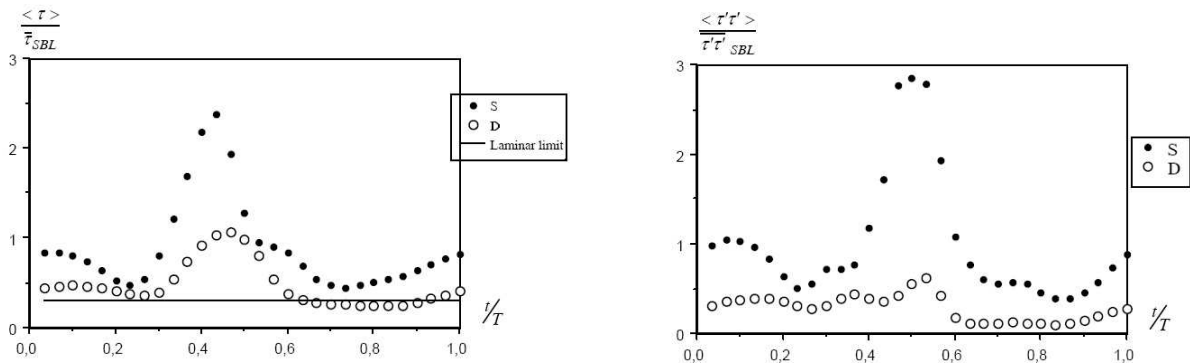 < τ >
τ̅ SBL
3
2
1
0
0,0 0,2 0,4 0,6 0,8 1,0
t/T
S
D
Laminar limit
< τ'τ' >
τ'τ' SBL
3
2
1
0
0,0 0,2 0,4 0,6 0,8 1,0
t/T
S
D